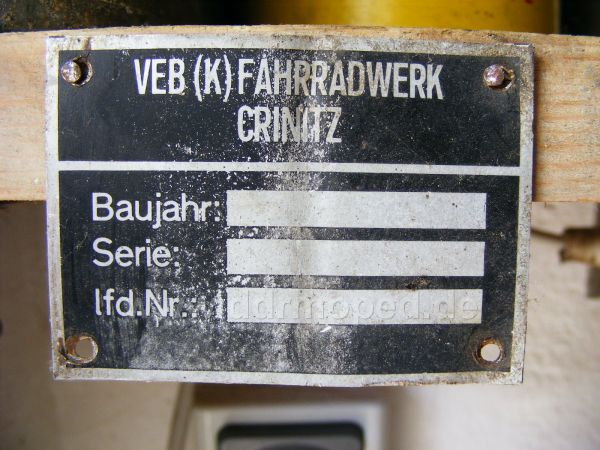 VEB (K) FAHRRADWERK
CRINITZ
Baujahr:
Serie:
lfd.Nr.:
ddrmoped.de